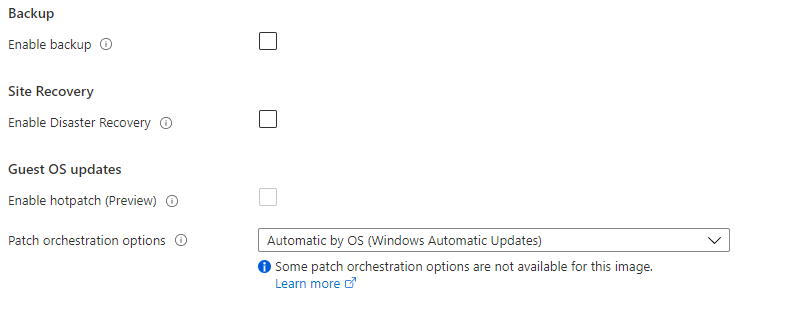 Backup
Enable backup
Site Recovery
Enable Disaster Recovery
Guest OS updates
Enable hotpatch (Preview)
Patch orchestration options
Automatic by OS (Windows Automatic Updates)
Some patch orchestration options are not available for this image.
Learn more